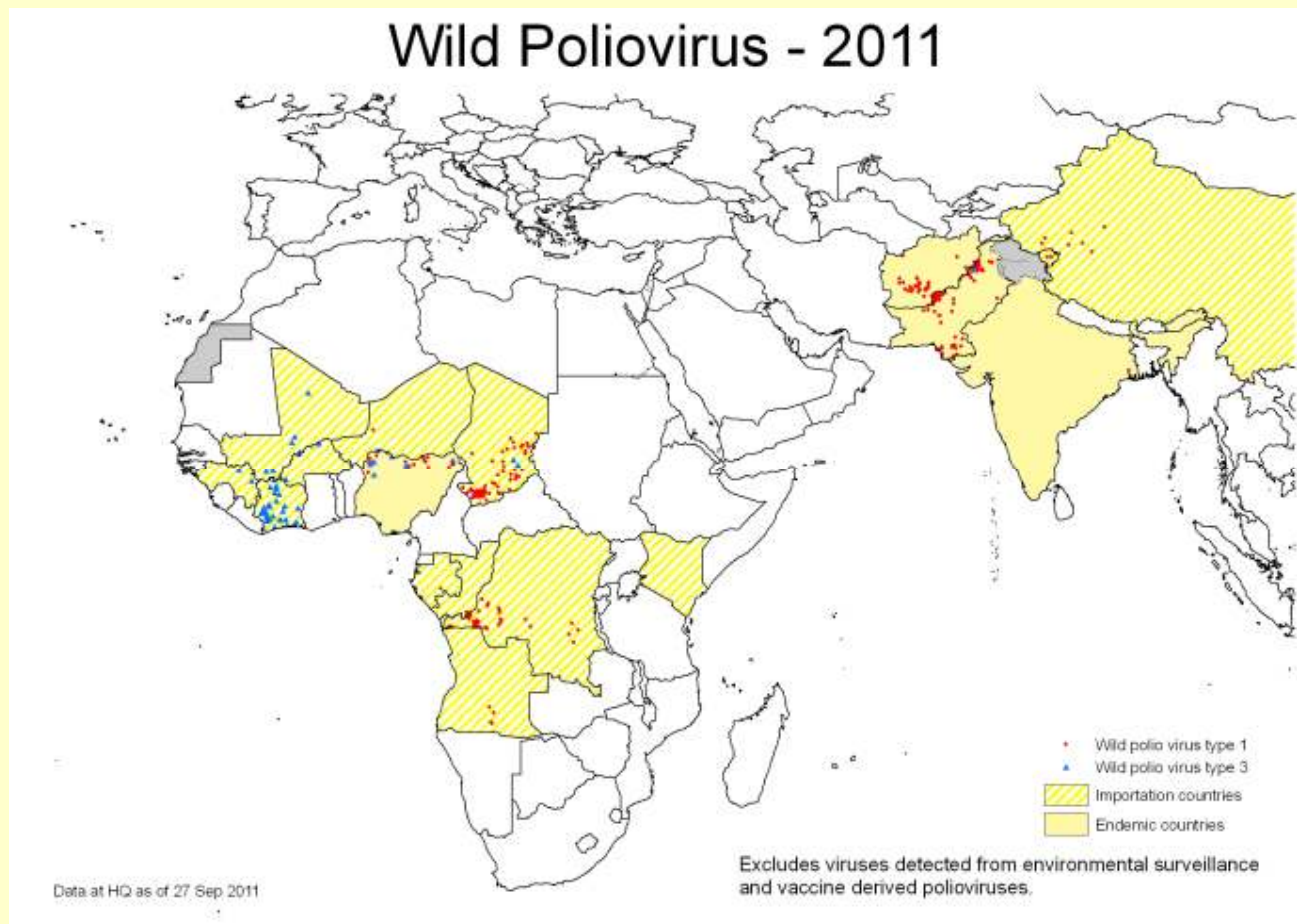 Wild Poliovirus - 2011
Wild polio virus type 1
Wild polio virus type 3
Importation countries
Endemic countries
Excludes viruses detected from environmental surveillance
and vaccine derived polioviruses.
Data at HQ as of 27 Sep 2011